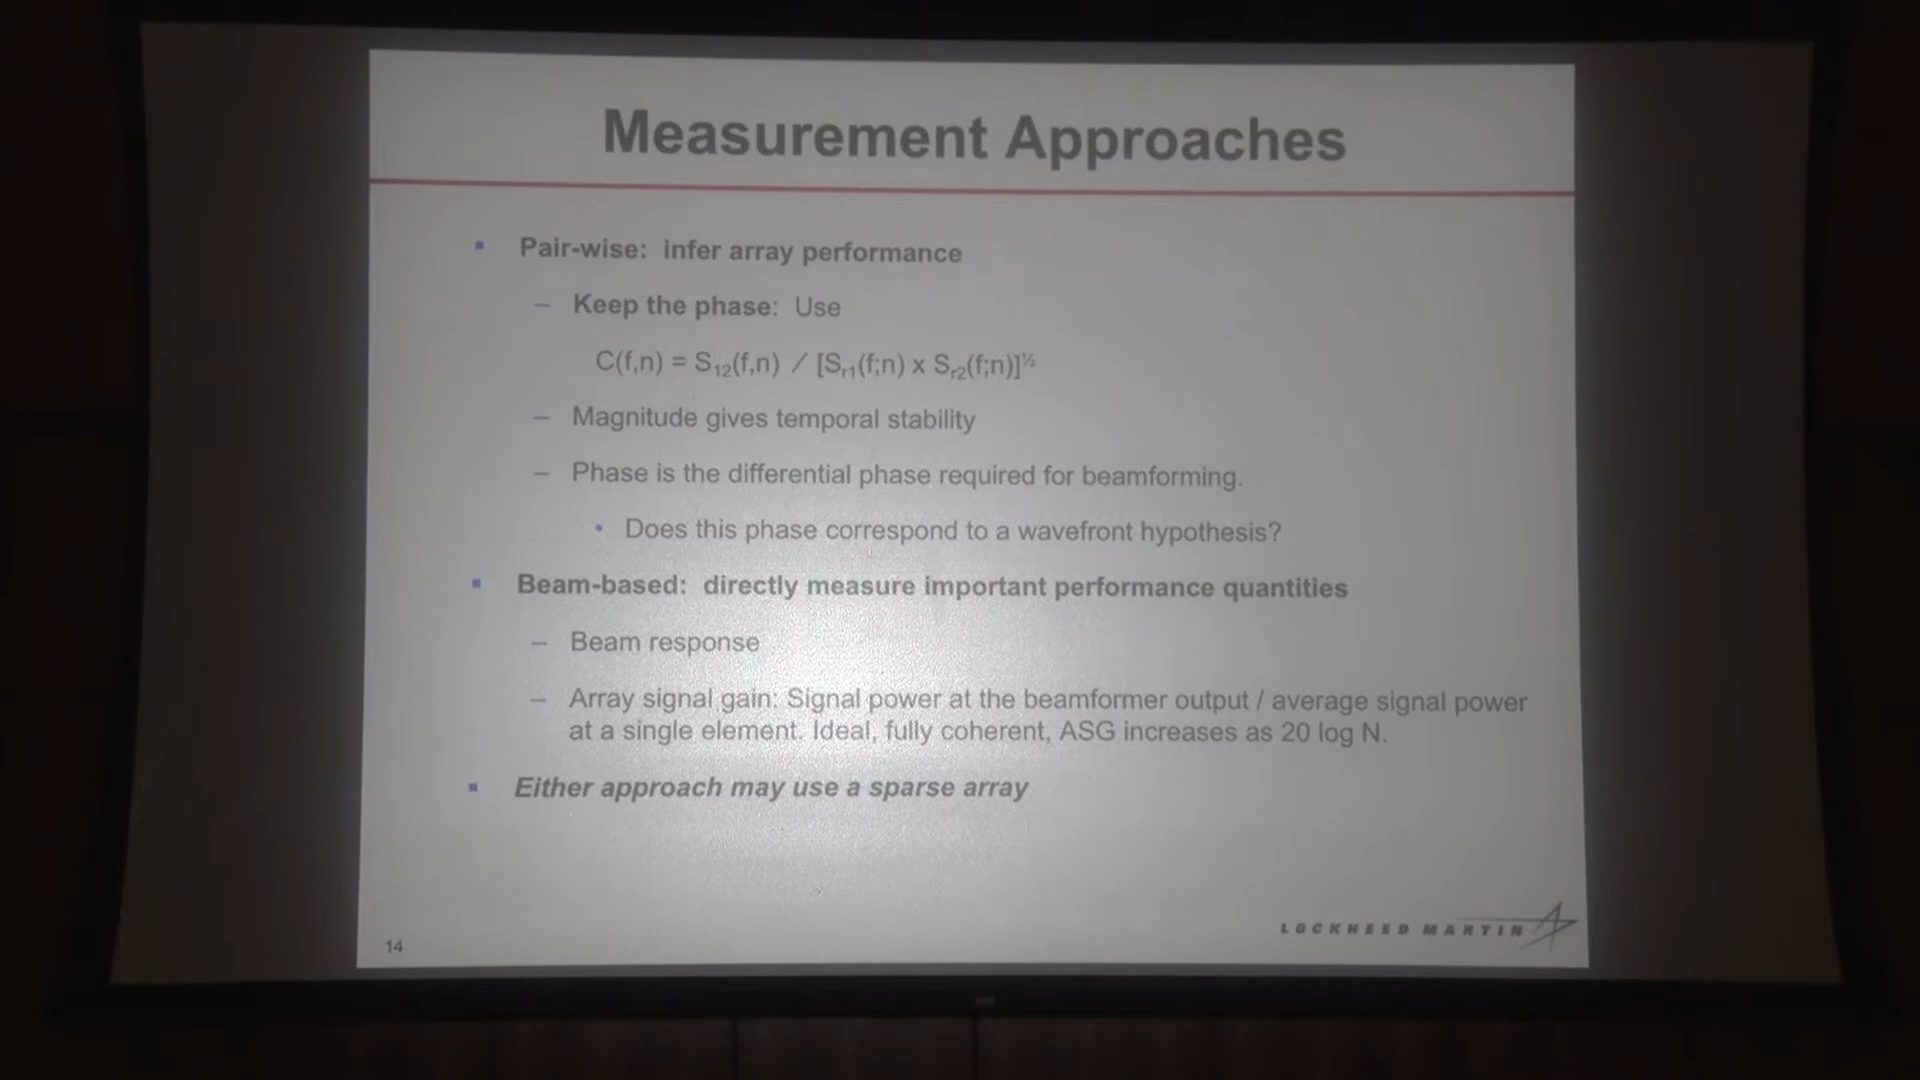 Measurement Approaches
▪ Pair-wise: infer array performance
– Keep the phase: Use
C(f,n) = S₁₂(f,n) / [Sᵣ₁(f;n) x Sᵣ₂(f;n)]^½
– Magnitude gives temporal stability
– Phase is the differential phase required for beamforming.
• Does this phase correspond to a wavefront hypothesis?
▪ Beam-based: directly measure important performance quantities
– Beam response
– Array signal gain: Signal power at the beamformer output / average signal power
at a single element. Ideal, fully coherent, ASG increases as 20 log N.
▪ Either approach may use a sparse array
LOCKHEED MARTIN
14